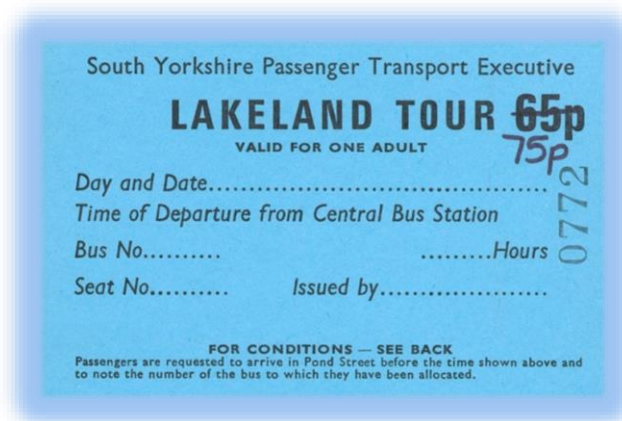 South Yorkshire Passenger Transport Executive
LAKELAND TOUR 65p
75p
VALID FOR ONE ADULT
Day and Date..........................................
Time of Departure from Central Bus Station
Bus No.......... .........Hours
Seat No.......... Issued by.....................
0772
FOR CONDITIONS — SEE BACK
Passengers are requested to arrive in Pond Street before the time shown above and
to note the number of the bus to which they have been allocated.